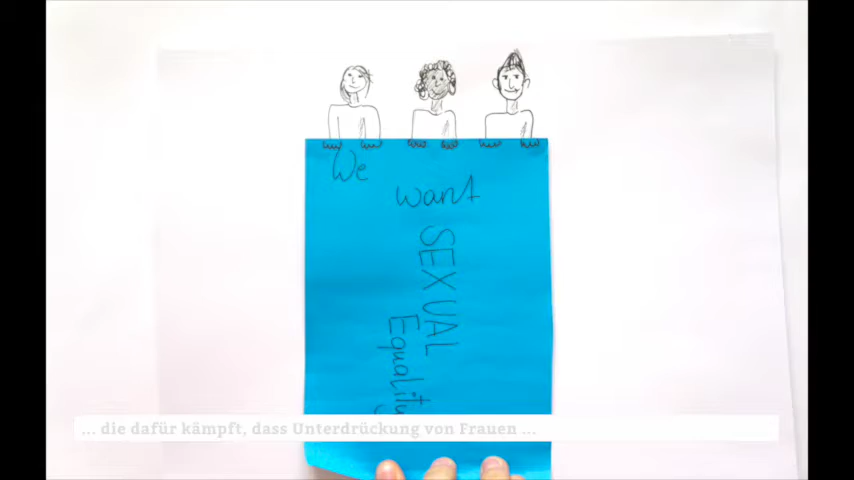 We
want
SEXUAL
Equality
... die dafür kämpft, dass Unterdrückung von Frauen ...